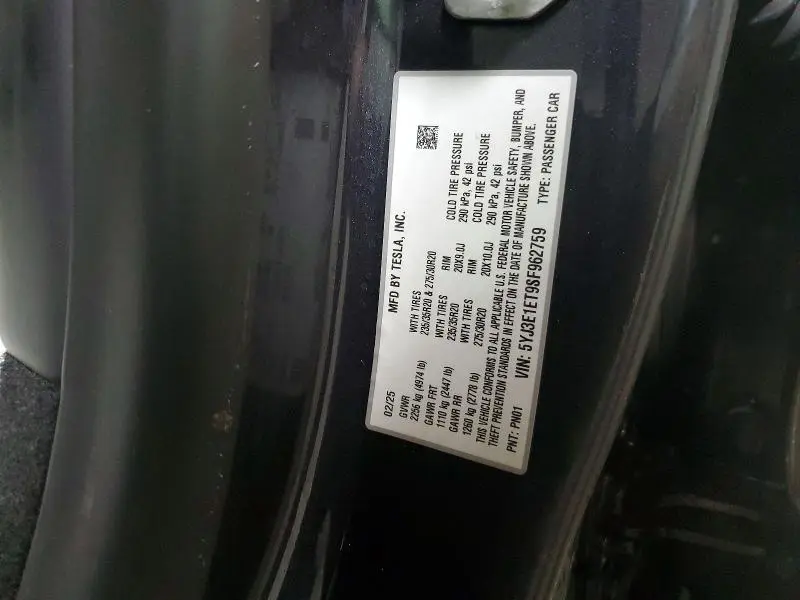 MFD BY TESLA, INC.
02/25
GVWR
2256 kg (4974 lb)
WITH TIRES
235/35R20 & 275/30R20
COLD TIRE PRESSURE
GAWR FRT
1110 kg (2447 lb)
WITH TIRES
235/35R20
RIM
20X9.0J
290 kPa, 42 psi
GAWR RR
1260 kg (2778 lb)
WITH TIRES
275/30R20
RIM
20X10.0J
COLD TIRE PRESSURE
290 kPa, 42 psi
THIS VEHICLE CONFORMS TO ALL APPLICABLE U.S. FEDERAL MOTOR VEHICLE SAFETY, BUMPER, AND
THEFT PREVENTION STANDARDS IN EFFECT ON THE DATE OF MANUFACTURE SHOWN ABOVE.
PNT: PN01
VIN: 5YJ3E1ET9SF962759
TYPE: PASSENGER CAR